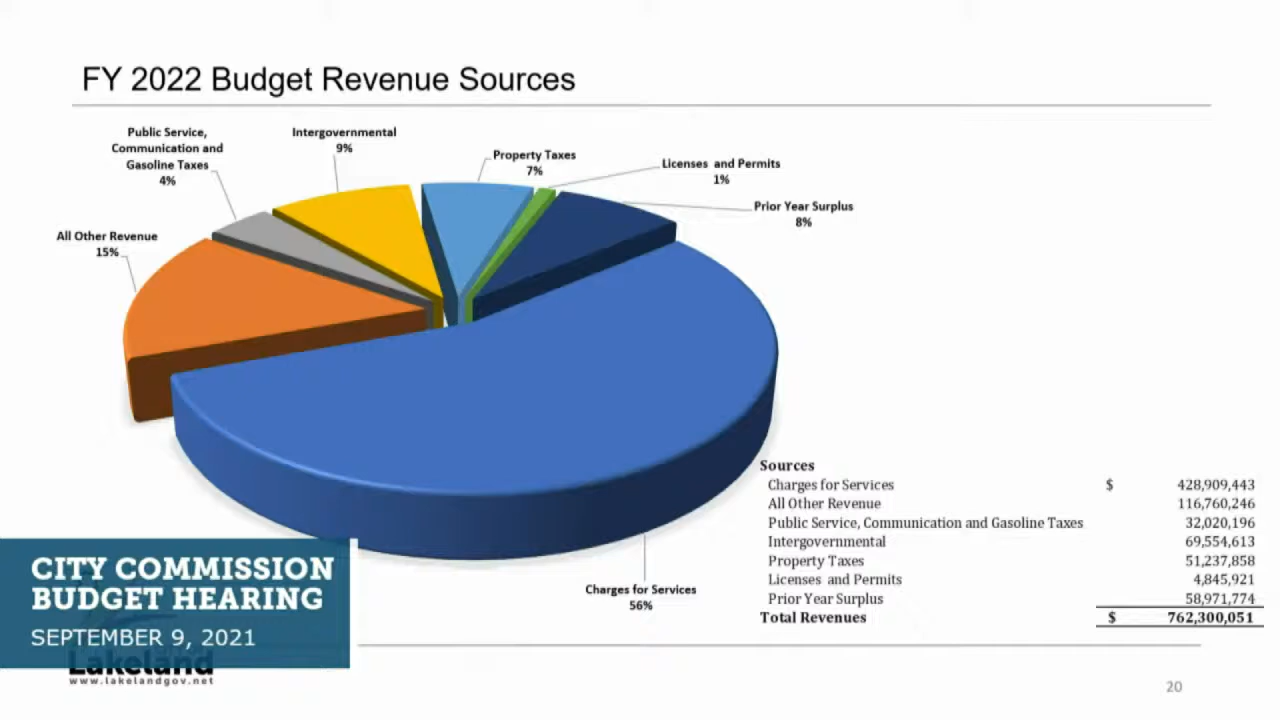 FY 2022 Budget Revenue Sources
Public Service,
Communication and
Gasoline Taxes
4%
Intergovernmental
9%
Property Taxes
7%
Licenses and Permits
1%
Prior Year Surplus
8%
All Other Revenue
15%
Charges for Services
56%
Sources
Charges for Services $ 428,909,443
All Other Revenue 116,760,246
Public Service, Communication and Gasoline Taxes 32,020,196
Intergovernmental 69,554,613
Property Taxes 51,237,858
Licenses and Permits 4,845,921
Prior Year Surplus 58,971,774
Total Revenues $ 762,300,051
CITY COMMISSION
BUDGET HEARING
SEPTEMBER 9, 2021
Lakeland
www.lakelandgov.net
20